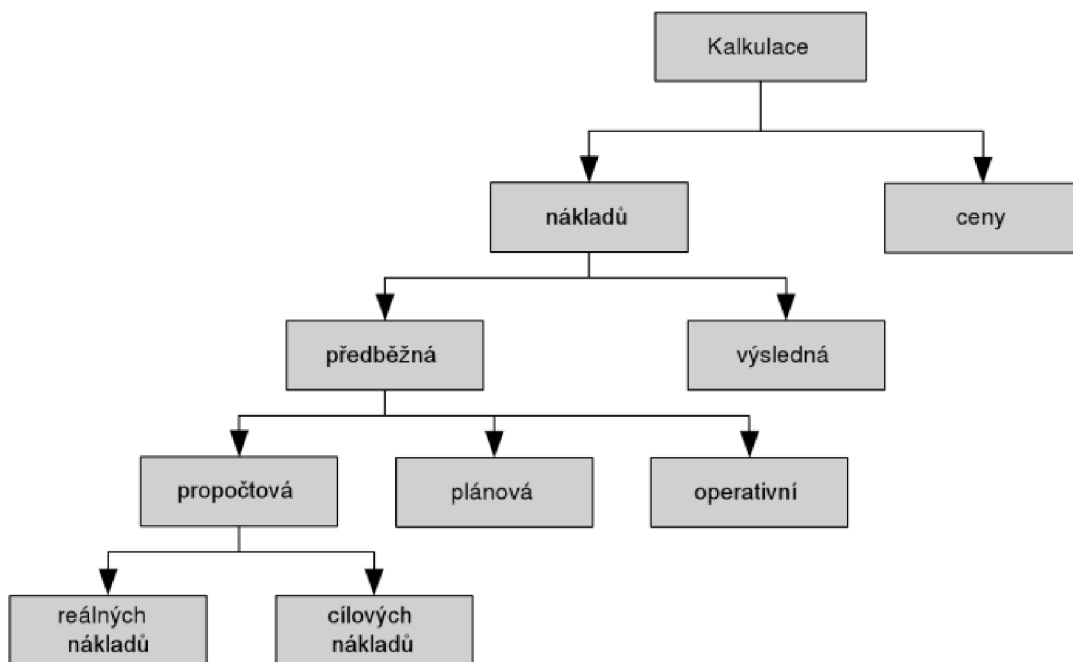 Kalkulace
nákladů
ceny
předběžná
výsledná
propočtová
plánová
operativní
reálných
nákladů
cílových
nákladů